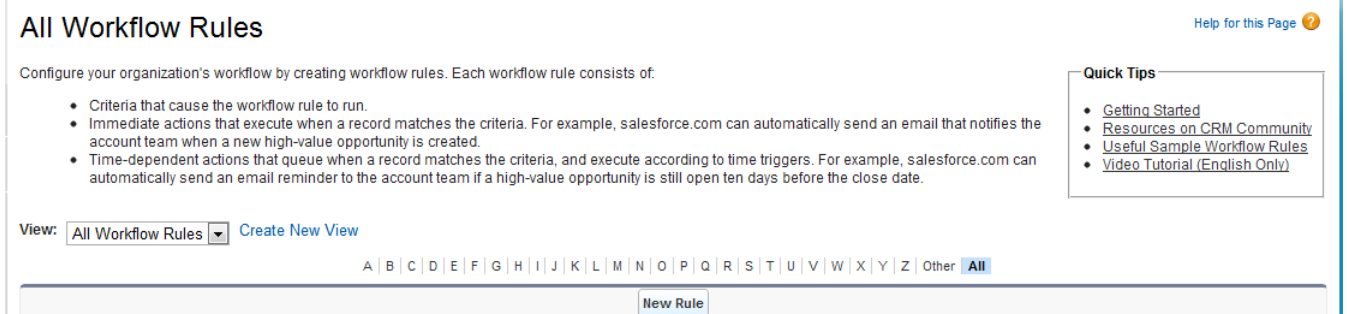 All Workflow Rules
Help for this Page ?
Configure your organization's workflow by creating workflow rules. Each workflow rule consists of:
• Criteria that cause the workflow rule to run.
• Immediate actions that execute when a record matches the criteria. For example, salesforce.com can automatically send an email that notifies the
account team when a new high-value opportunity is created.
• Time-dependent actions that queue when a record matches the criteria, and execute according to time triggers. For example, salesforce.com can
automatically send an email reminder to the account team if a high-value opportunity is still open ten days before the close date.
Quick Tips
• Getting Started
• Resources on CRM Community
• Useful Sample Workflow Rules
• Video Tutorial (English Only)
View: All Workflow Rules Create New View
A | B | C | D | E | F | G | H | I | J | K | L | M | N | O | P | Q | R | S | T | U | V | W | X | Y | Z | Other All
New Rule